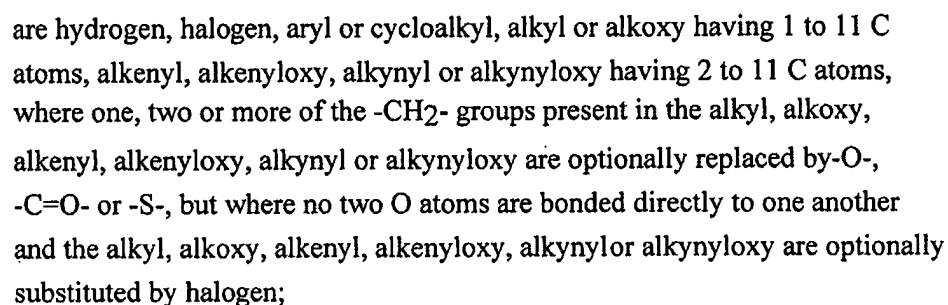 are hydrogen, halogen, aryl or cycloalkyl, alkyl or alkoxy having 1 to 11 C
atoms, alkenyl, alkenyloxy, alkynyl or alkynyloxy having 2 to 11 C atoms,
where one, two or more of the -CH2- groups present in the alkyl, alkoxy,
alkenyl, alkenyloxy, alkynyl or alkynyloxy are optionally replaced by-O-,
-C=O- or -S-, but where no two O atoms are bonded directly to one another
and the alkyl, alkoxy, alkenyl, alkenyloxy, alkynylor alkynyloxy are optionally
substituted by halogen;